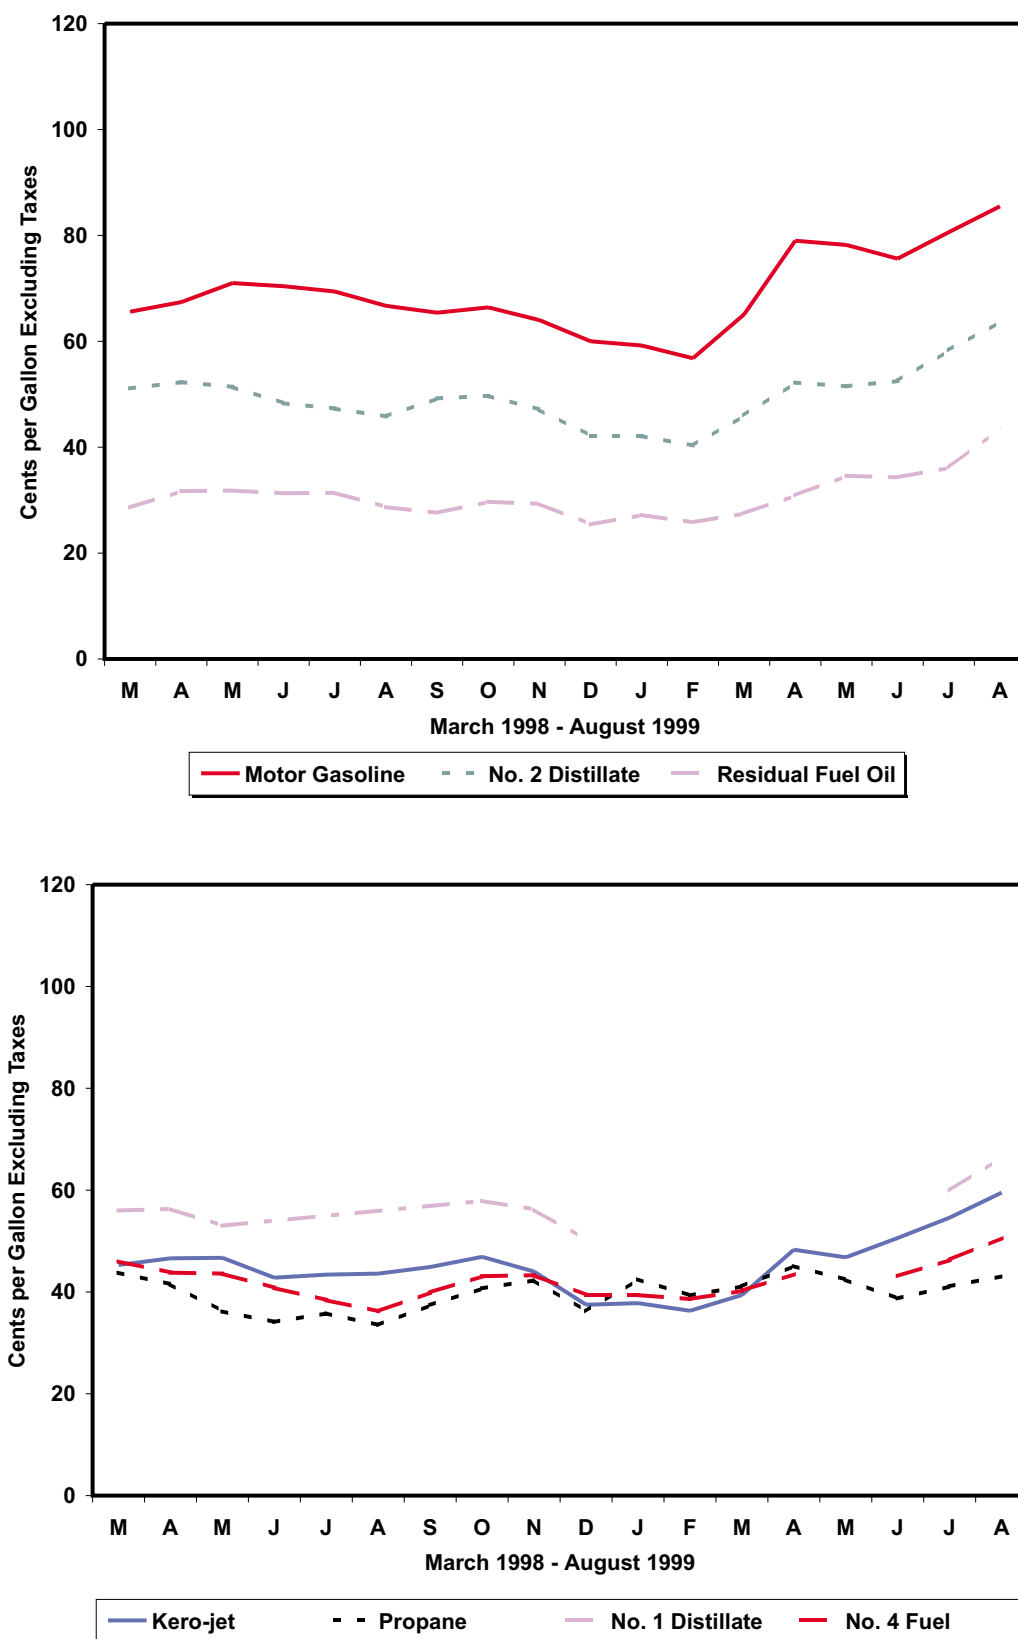 120
100
80
60
40
20
0
Cents per Gallon Excluding Taxes
M A M J J A S O N D J F M A M J J A
March 1998 - August 1999
Motor Gasoline No. 2 Distillate Residual Fuel Oil
120
100
80
60
40
20
0
Cents per Gallon Excluding Taxes
M A M J J A S O N D J F M A M J J A
March 1998 - August 1999
Kero-jet Propane No. 1 Distillate No. 4 Fuel